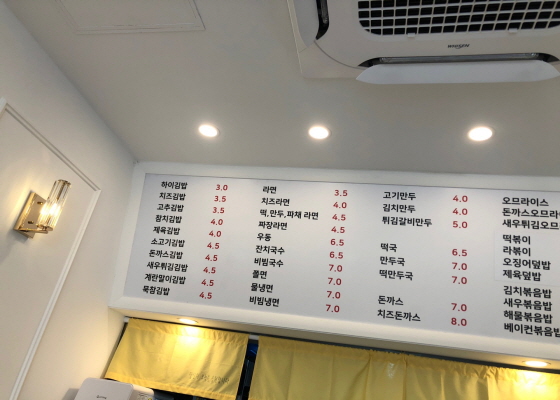 WHISEN
하이김밥 3.0
치즈김밥 3.5
고추김밥 3.5
참치김밥 4.0
제육김밥 4.0
소고기김밥 4.5
돈까스김밥 4.5
새우튀김김밥 4.5
계란말이김밥 4.5
묵참김밥 4.5
라면 3.5
치즈라면 4.0
떡,만두,파채 라면 4.5
파장라면 4.5
우동 6.5
잔치국수 6.5
비빔국수 7.0
쫄면 7.0
물냉면 7.0
비빔냉면 7.0
고기만두 4.0
김치만두 4.0
튀김갈비만두 5.0
떡국 6.5
만두국 7.0
떡만두국 7.0
돈까스 7.0
치즈돈까스 8.0
오므라이스
돈까스오므라
새우튀김오므
떡볶이
라볶이
오징어덮밥
제육덮밥
김치볶음밥
새우볶음밥
해물볶음밥
베이컨볶음밥